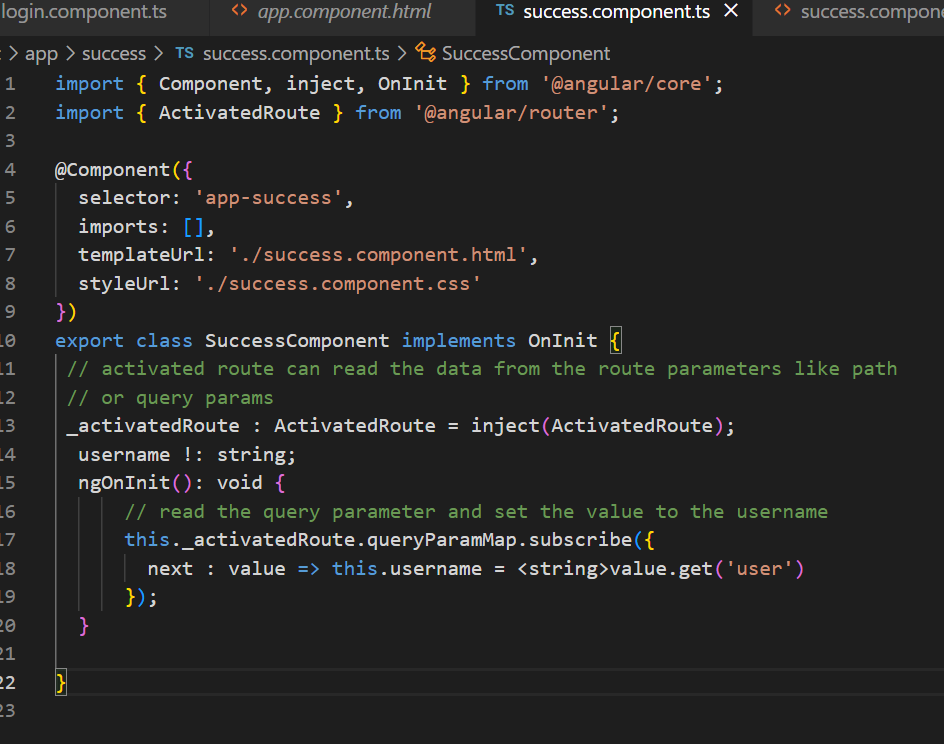 login.component.ts <> app.component.html TS success.component.ts × <> success.compon
> app > success > TS success.component.ts > SuccessComponent
1 import { Component, inject, OnInit } from '@angular/core';
2 import { ActivatedRoute } from '@angular/router';
3
4 @Component({
5 selector: 'app-success',
6 imports: [],
7 templateUrl: './success.component.html',
8 styleUrl: './success.component.css'
9 })
10 export class SuccessComponent implements OnInit {
11 // activated route can read the data from the route parameters like path
12 // or query params
13 _activatedRoute : ActivatedRoute = inject(ActivatedRoute);
14 username !: string;
15 ngOnInit(): void {
16 // read the query parameter and set the value to the username
17 this._activatedRoute.queryParamMap.subscribe({
18 next : value => this.username = <string>value.get('user')
19 });
20 }
21
22 }
23